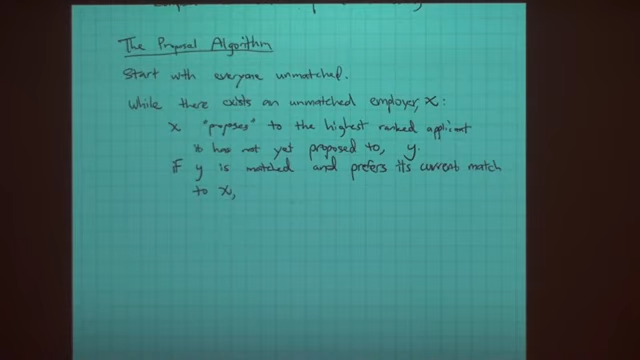 The Proposal Algorithm
Start with everyone unmatched.
While there exists an unmatched employer, x:
x "proposes" to the highest ranked applicant
it has not yet proposed to, y.
If y is matched and prefers its current match
to x,